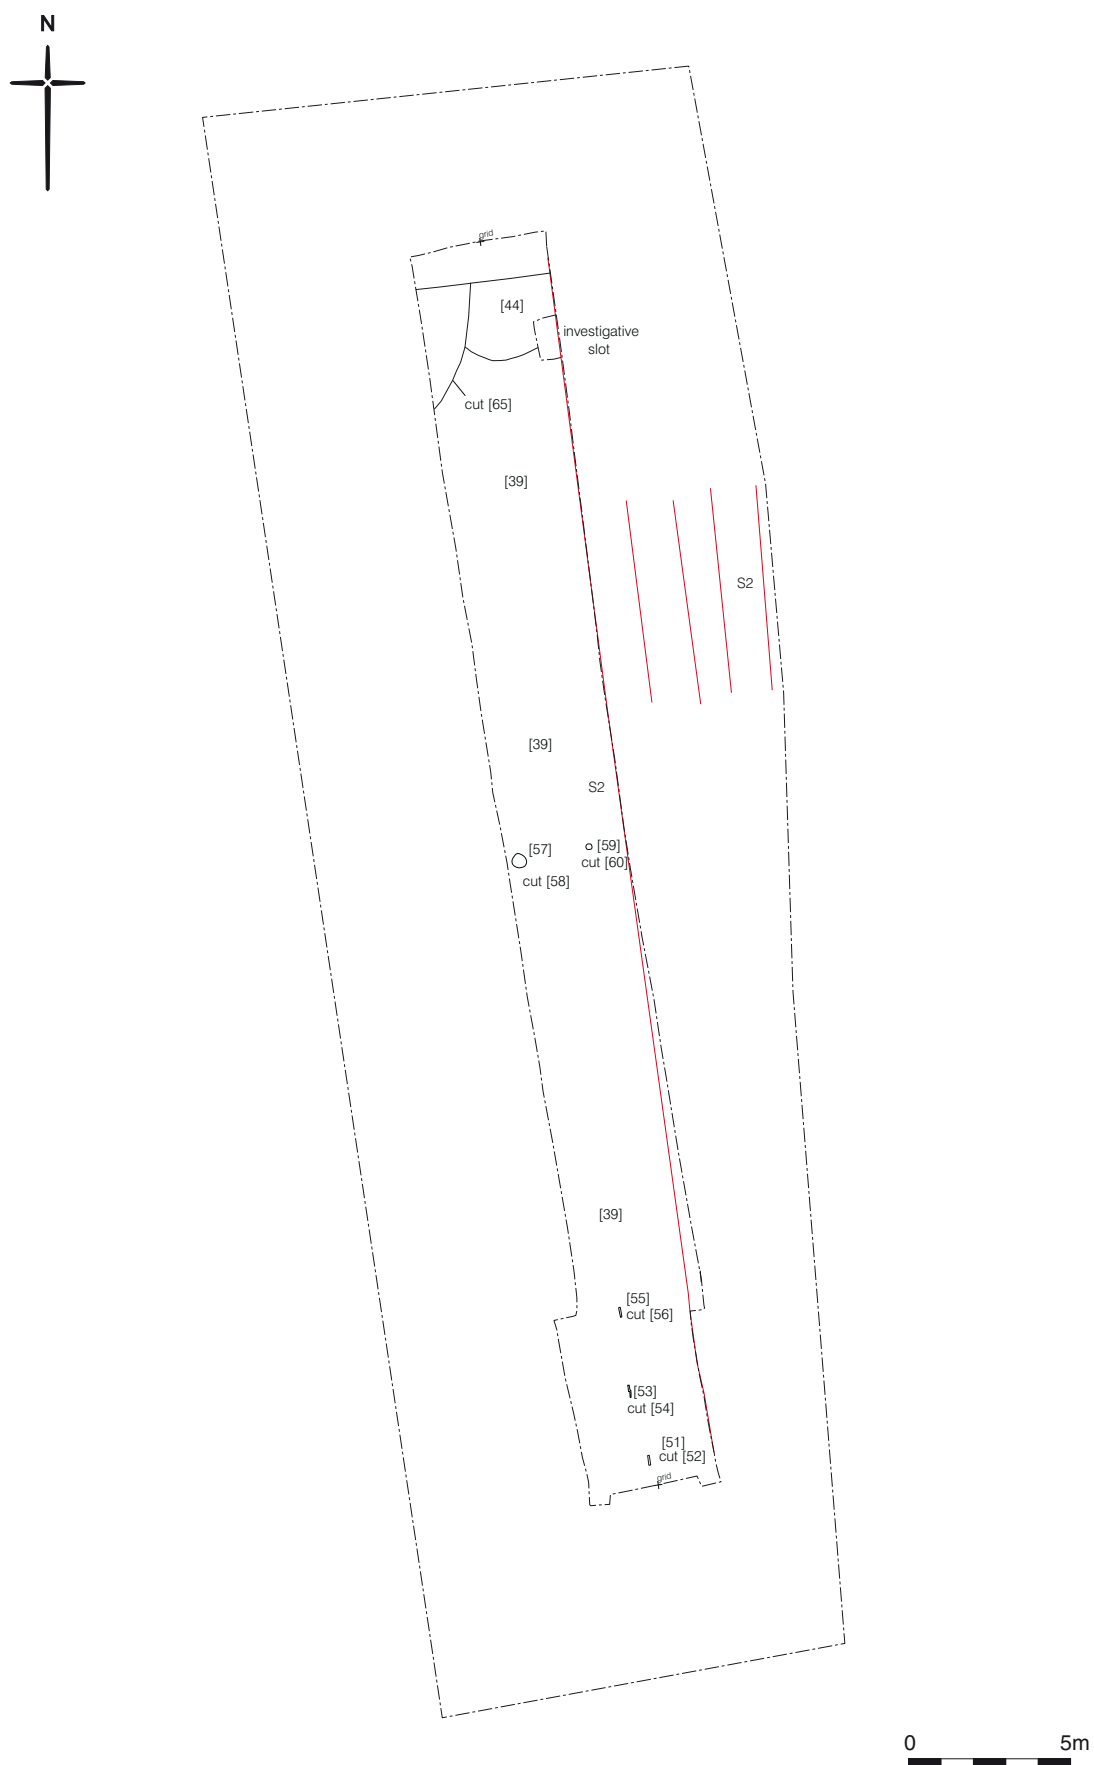 N
grid
[44]
investigative
slot
cut [65]
[39]
S2
[39]
S2
[57]
[59]
cut [60]
cut [58]
[39]
[55]
cut [56]
[53]
cut [54]
[51]
cut [52]
grid
0 5m